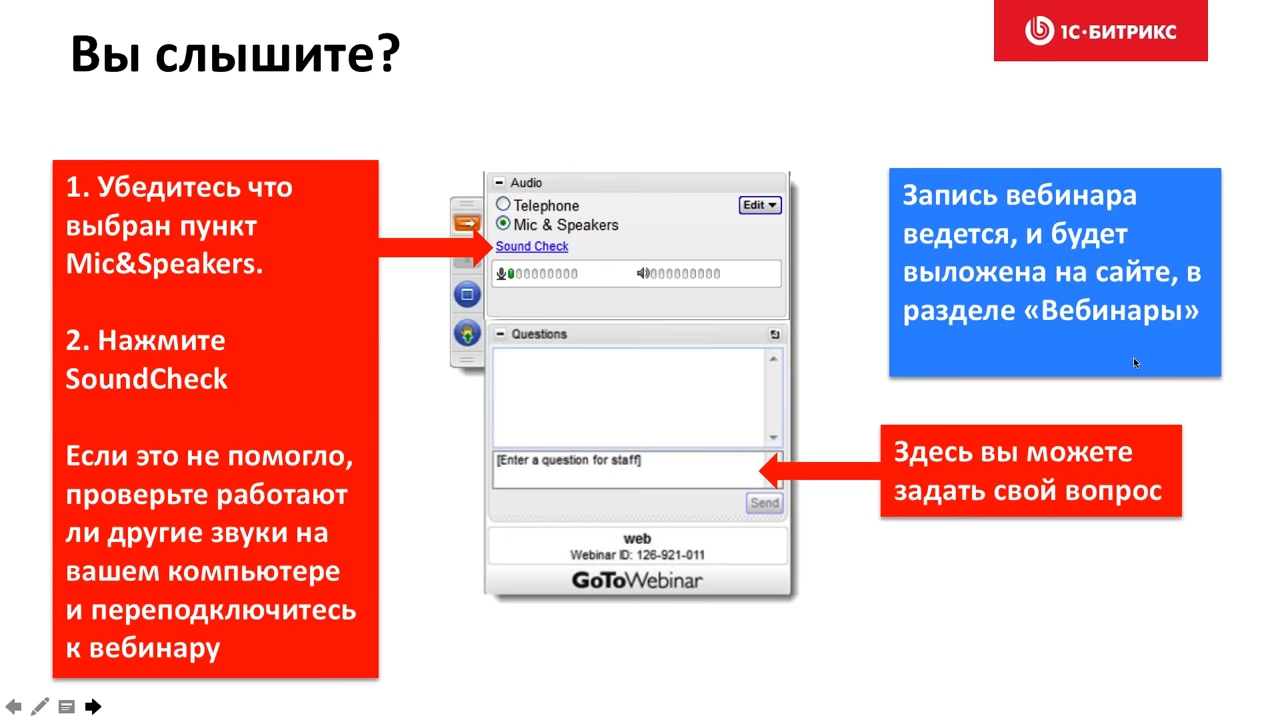 Вы слышите?
1С·БИТРИКС
1. Убедитесь что
выбран пункт
Mic&Speakers.
2. Нажмите
SoundCheck
Если это не помогло,
проверьте работают
ли другие звуки на
вашем компьютере
и переподключитесь
к вебинару
Audio
Telephone
Edit
Mic & Speakers
Sound Check
Questions
[Enter a question for staff]
Send
web
Webinar ID: 126-921-011
GoToWebinar
Запись вебинара
ведется, и будет
выложена на сайте, в
разделе «Вебинары»
Здесь вы можете
задать свой вопрос